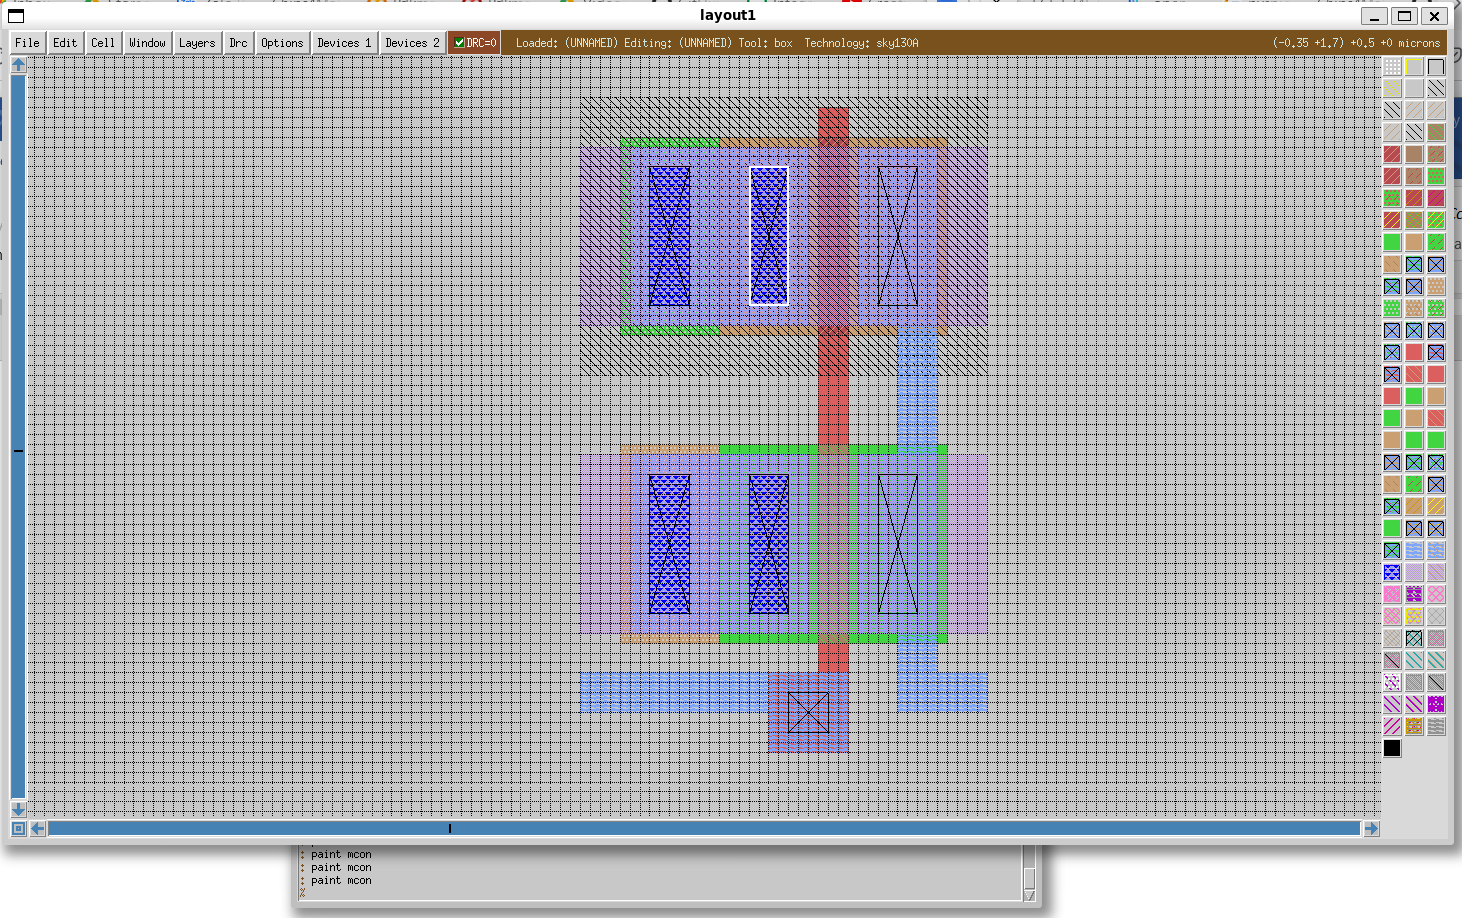 layout1
File Edit Cell Window Layers Drc Options Devices 1 Devices 2 DRC=0 Loaded: (UNNAMED) Editing: (UNNAMED) Tool: box Technology: sky130A (-0.35 +1.7) +0.5 +0 microns
: paint mcon
: paint mcon
: paint mcon
%